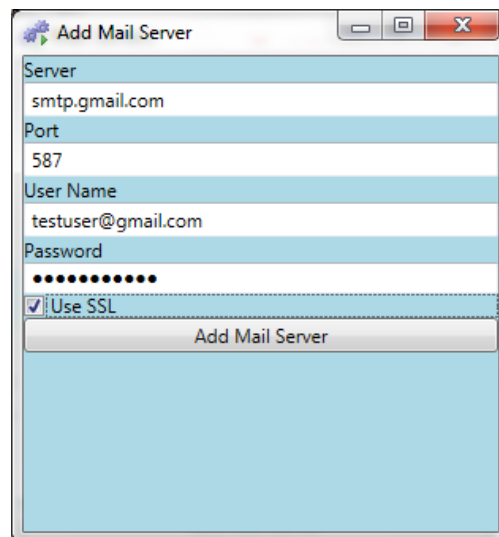 Add Mail Server
Server
smtp.gmail.com
Port
587
User Name
testuser@gmail.com
Password
●●●●●●●●●●●
Use SSL
Add Mail Server